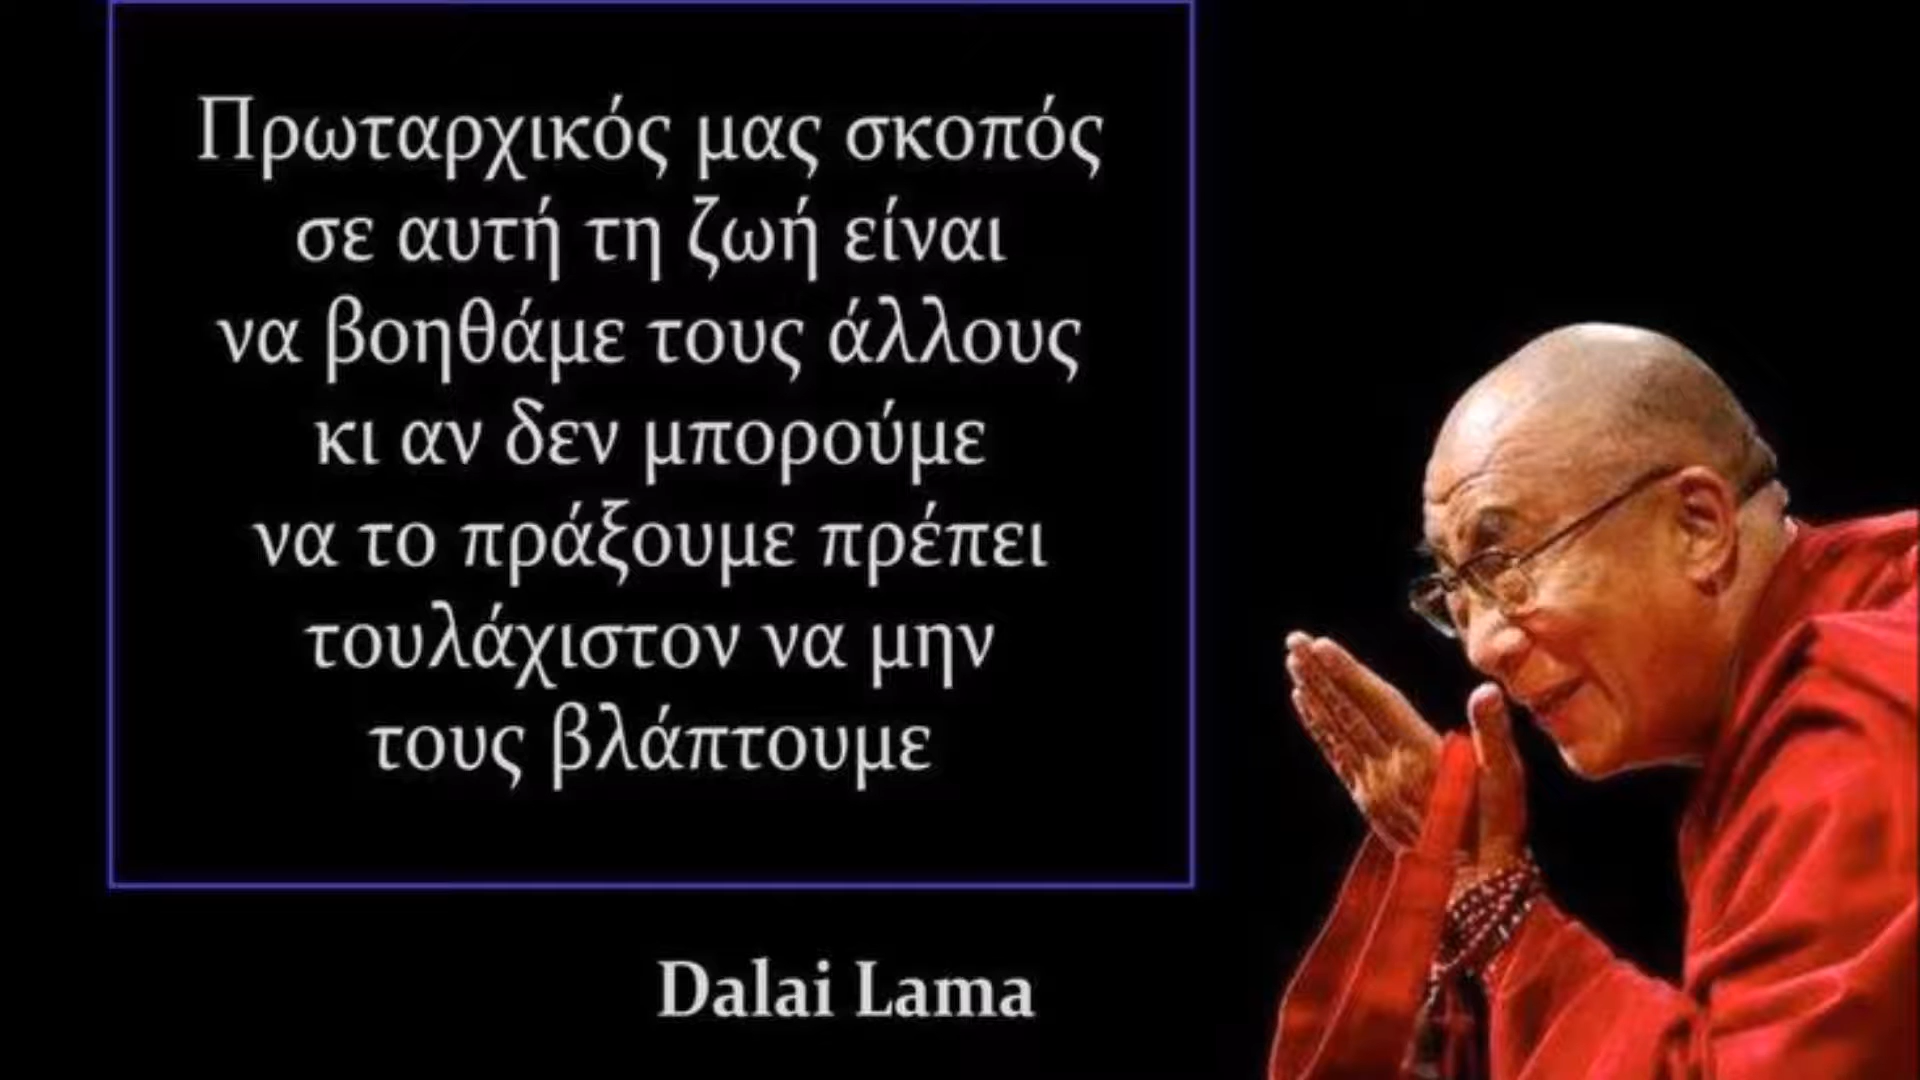 Πρωταρχικός μας σκοπός
σε αυτή τη ζωή είναι
να βοηθάμε τους άλλους
κι αν δεν μπορούμε
να το πράξουμε πρέπει
τουλάχιστον να μην
τους βλάπτουμε
Dalai Lama